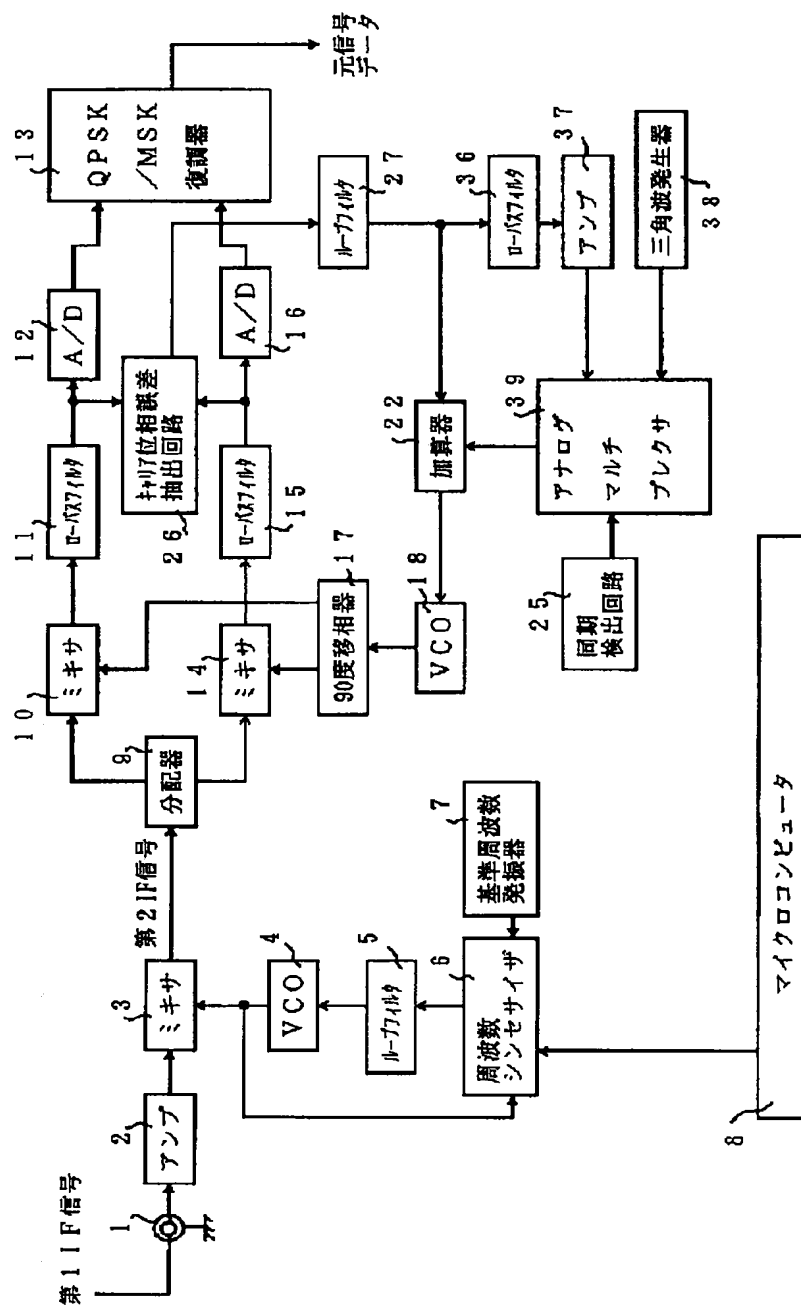 第1IF信号
1
2
アンプ
3
ミキサ
第2IF信号
4
VCO
5
ループフィルタ
6
周波数
シンセサイザ
7
基準周波数
発振器
8
マイクロコンピュータ
9
分配器
10
ミキサ
11
ローパスフィルタ
12
A/D
13
QPSK
/MSK
復調器
元信号
データ
14
ミキサ
15
ローパスフィルタ
16
A/D
17
90度移相器
18
VCO
22
加算器
25
同期
検出回路
26
キャリア位相誤差
抽出回路
27
ループフィルタ
36
ローパスフィルタ
37
アンプ
38
三角波発生器
39
アナログ
マルチ
プレクサ